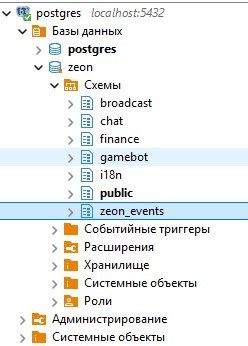 postgres localhost:5432
Базы данных
postgres
zeon
Схемы
broadcast
chat
finance
gamebot
i18n
public
zeon_events
Событийные триггеры
Расширения
Хранилище
Системные объекты
Роли
Администрирование
Системные объекты